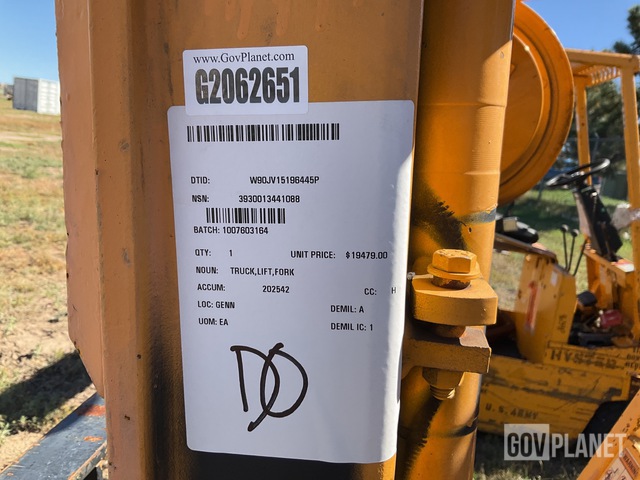 www.GovPlanet.com
G2062651
DTID: W90JV15196445P
NSN: 3930013441088
BATCH: 1007603164
QTY: 1 UNIT PRICE: $19479.00
NOUN: TRUCK,LIFT,FORK
ACCUM: 202542 CC: H
LOC: GENN DEMIL: A
UOM: EA DEMIL IC: 1
HYSTER
U.S. ARMY
GOVPLANET